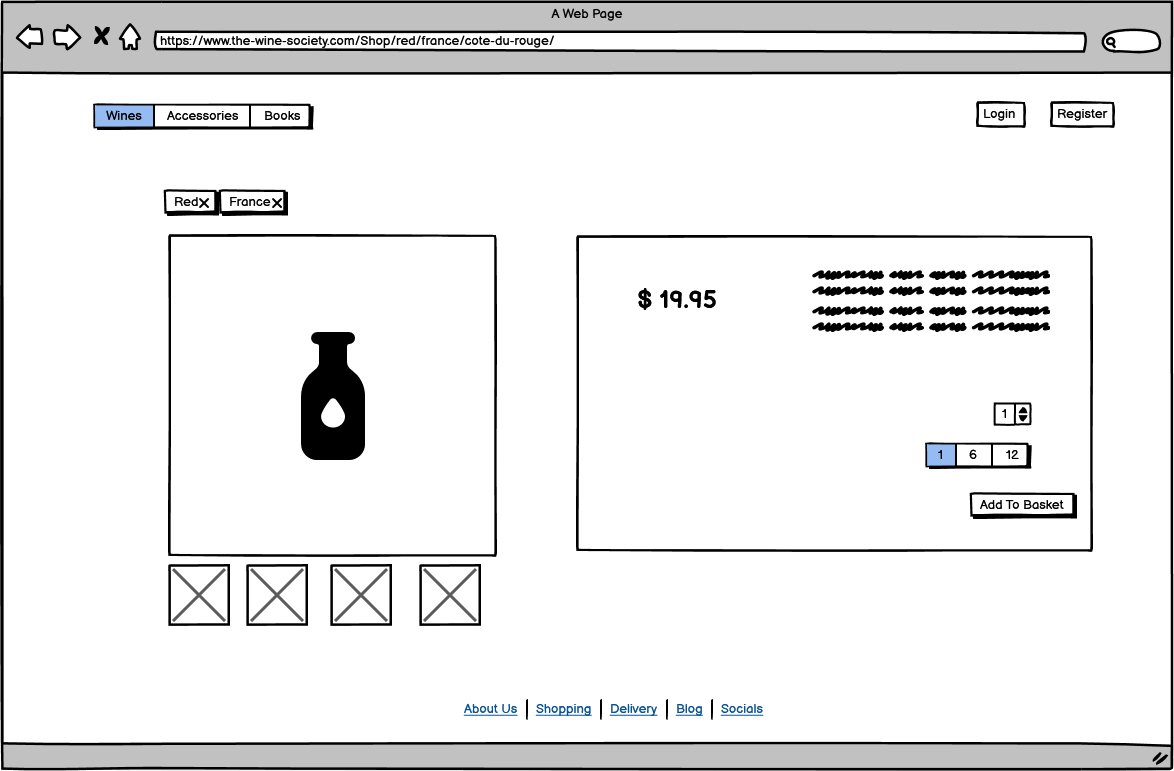 A Web Page
https://www.the-wine-society.com/Shop/red/france/cote-du-rouge/
Wines Accessories Books
Login Register
Red France
$ 19.95
1
1 6 12
Add To Basket
About Us Shopping Delivery Blog Socials